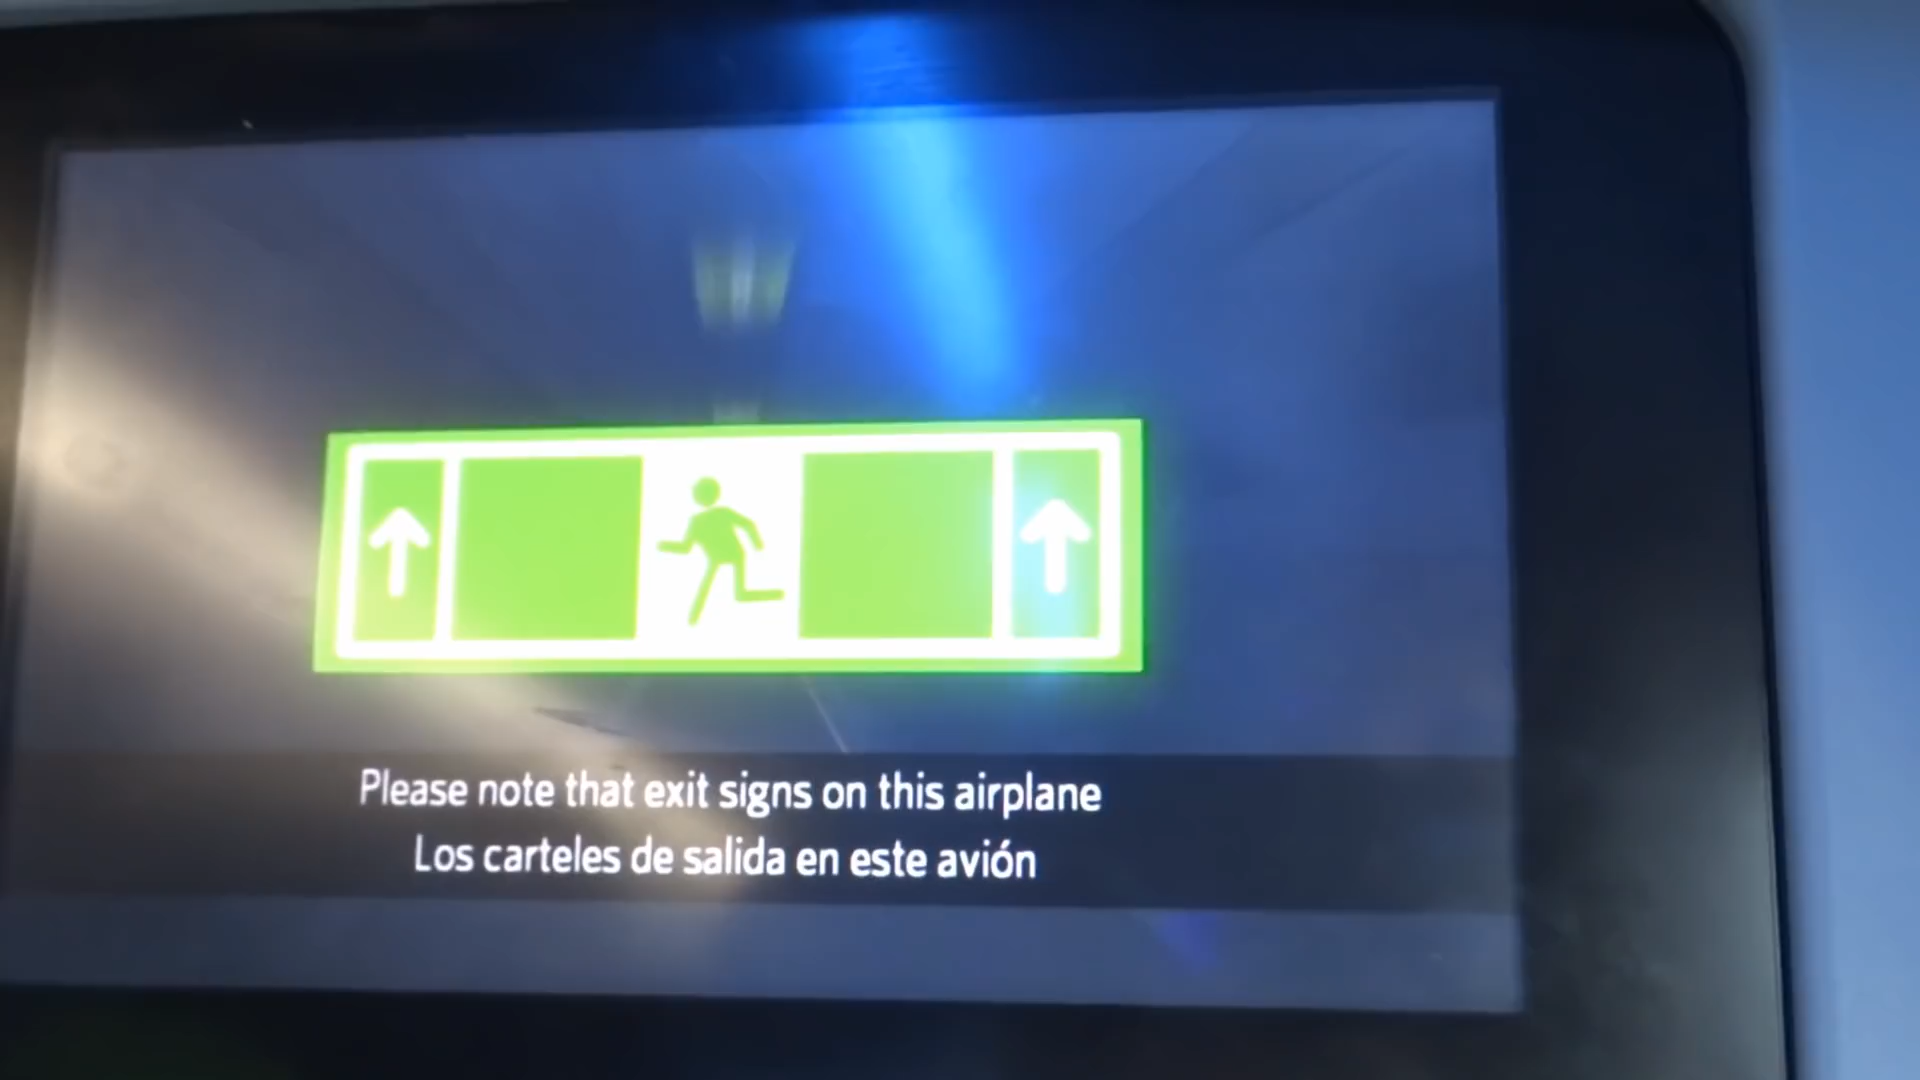 Please note that exit signs on this airplane
Los carteles de salida en este avión